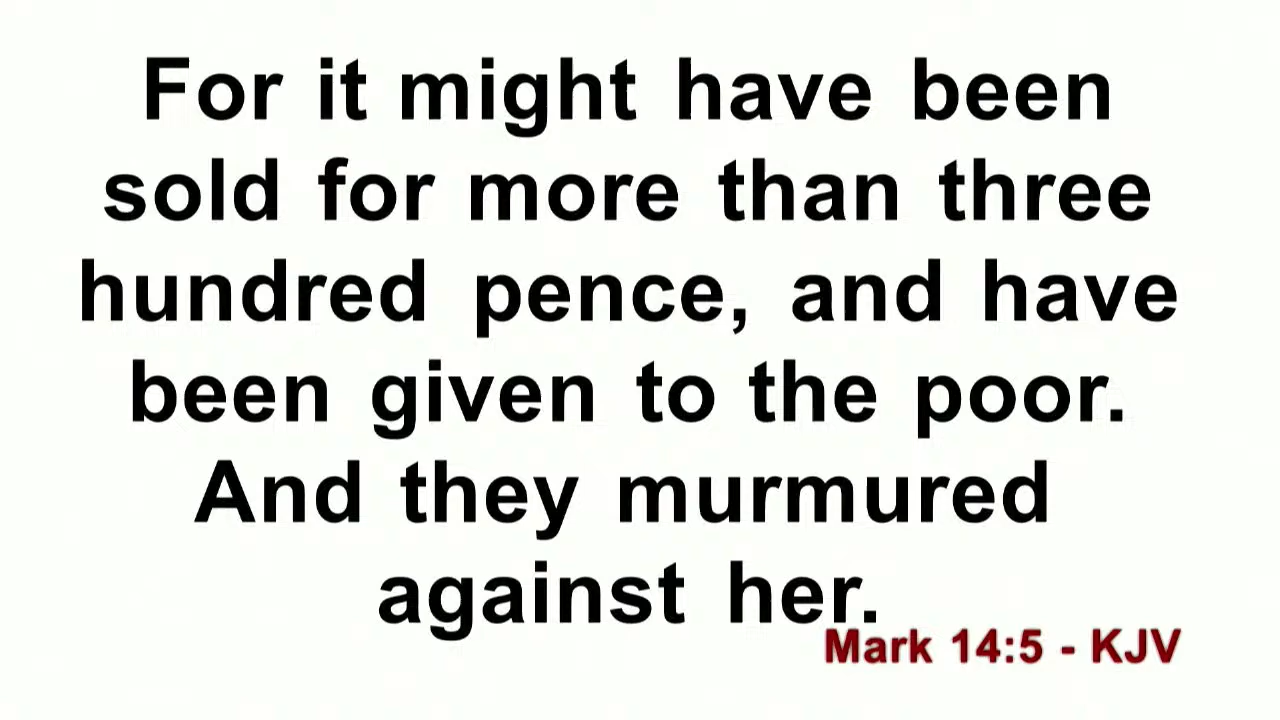 For it might have been
sold for more than three
hundred pence, and have
been given to the poor.
And they murmured
against her.
Mark 14:5 - KJV